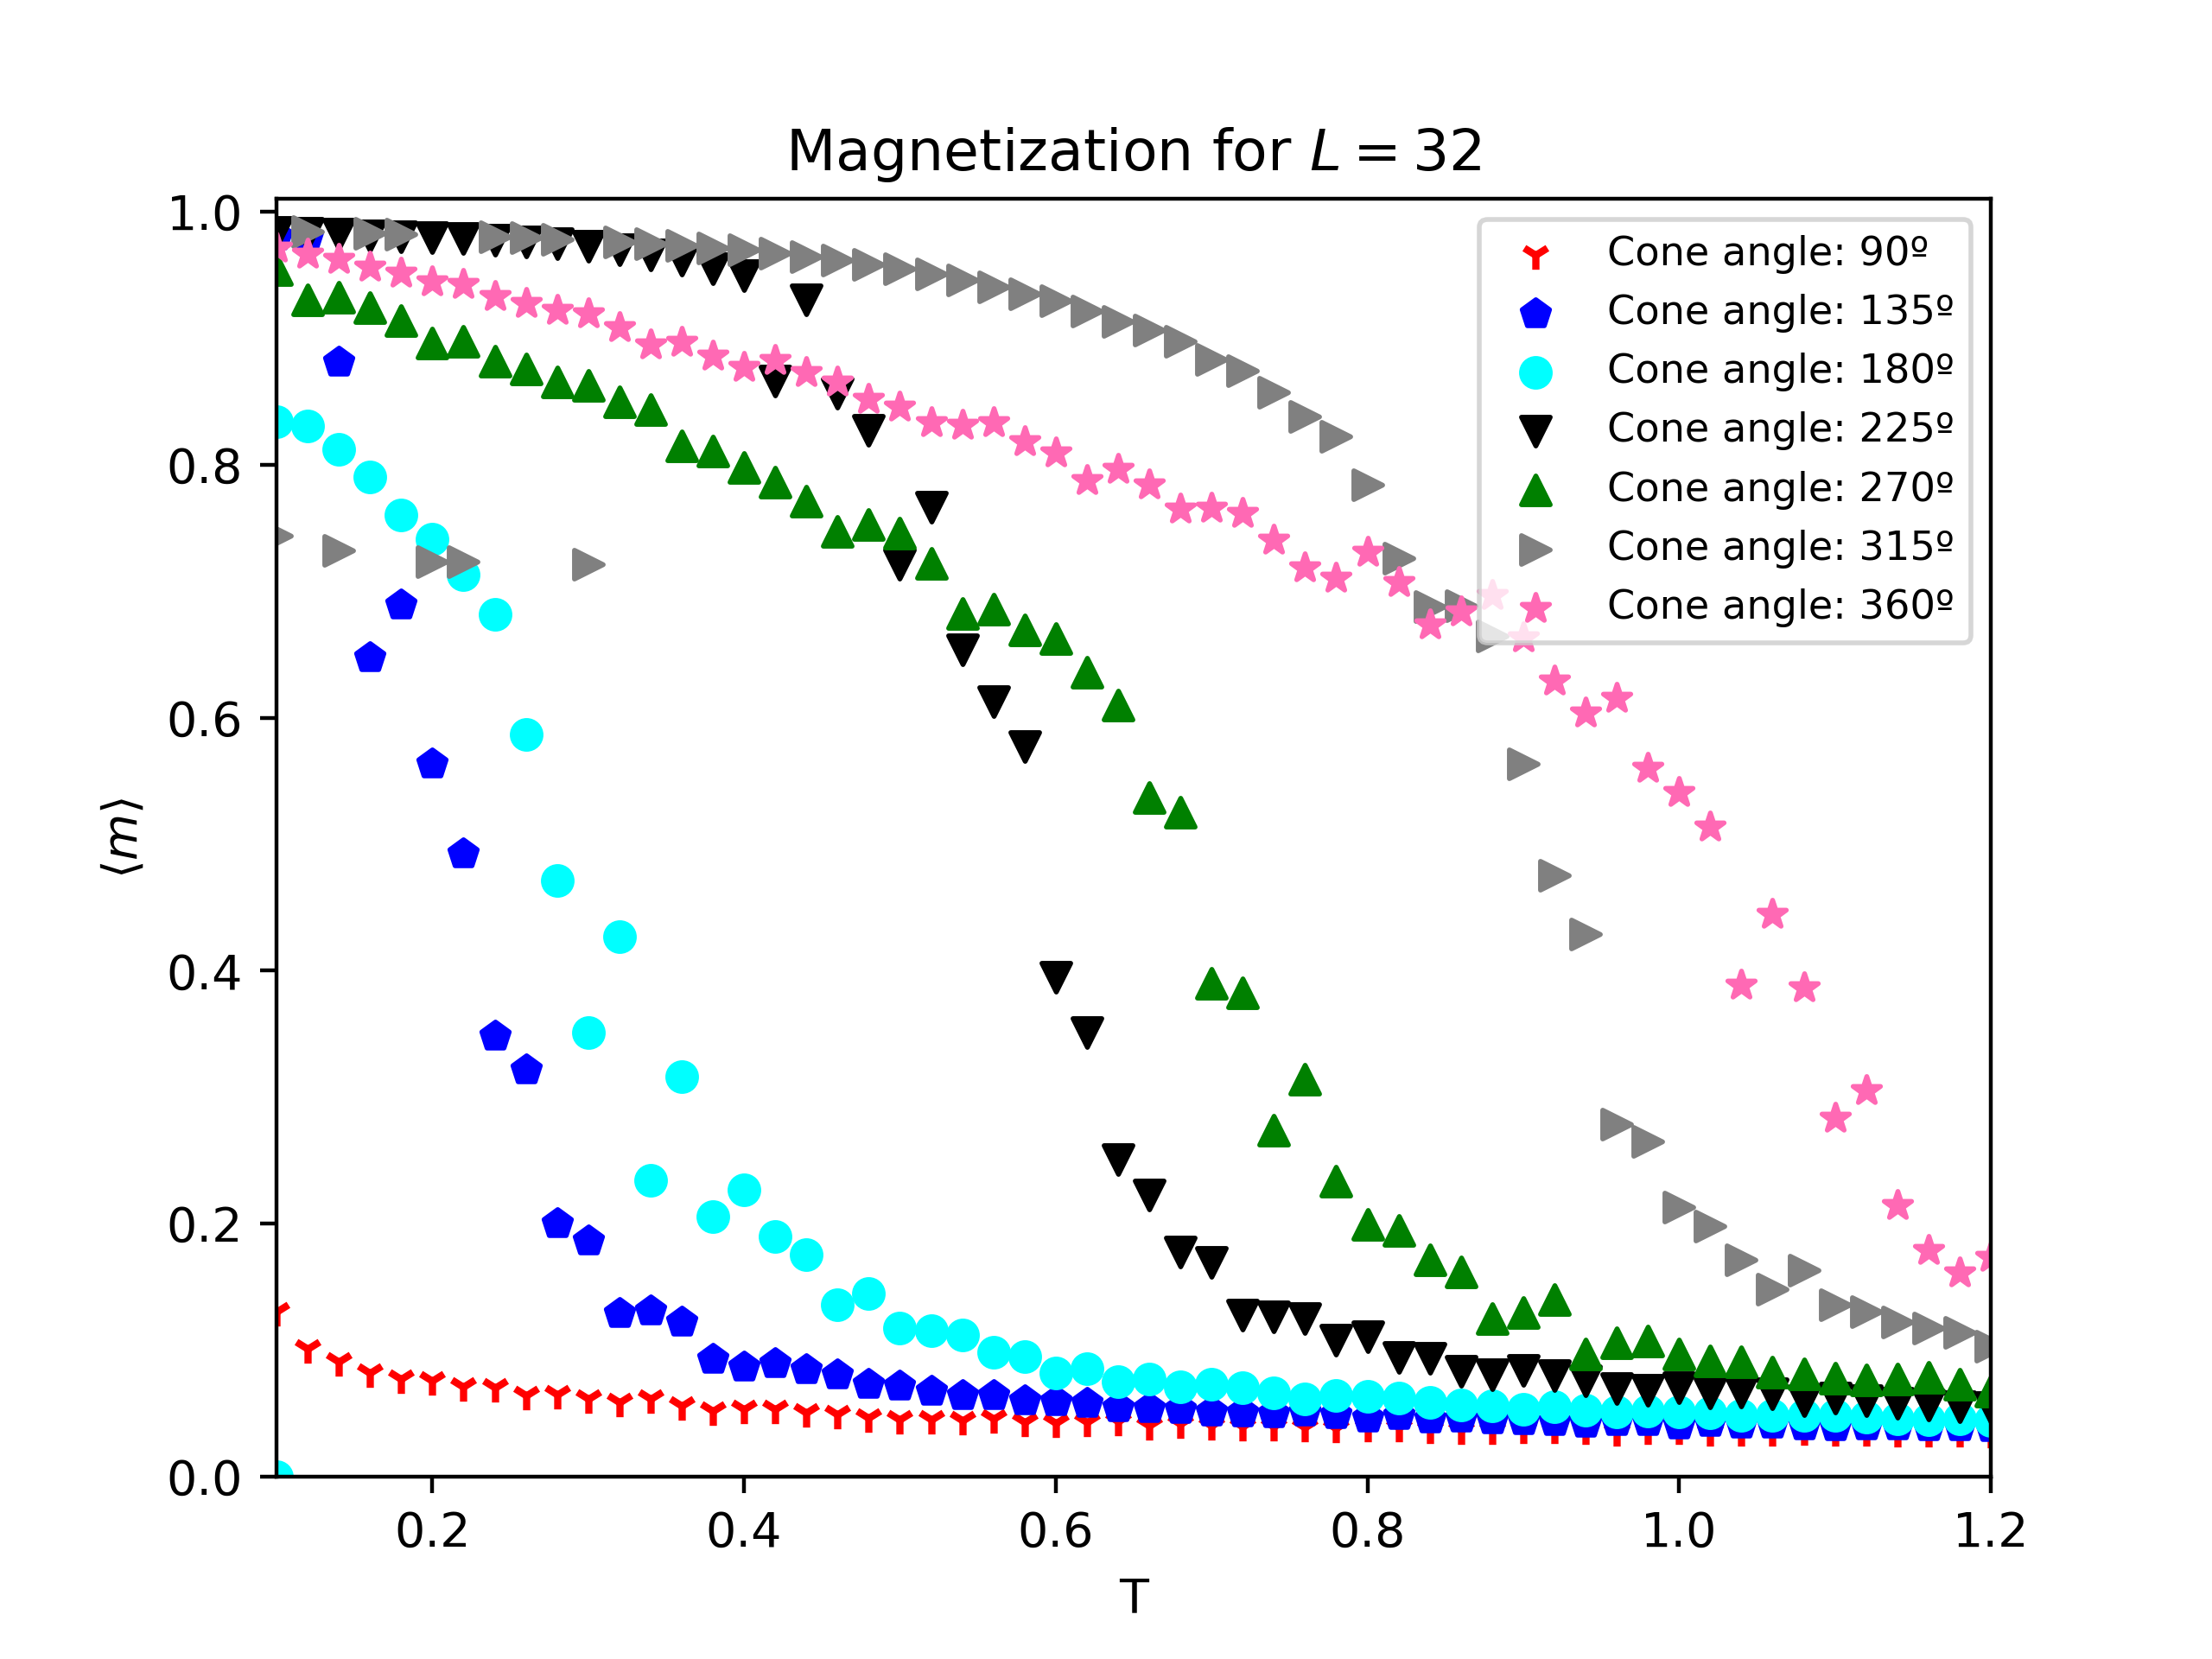 Magnetization for L = 32
1.0
0.8
0.6
0.4
0.2
0.0
⟨m⟩
Cone angle: 90º
Cone angle: 135º
Cone angle: 180º
Cone angle: 225º
Cone angle: 270º
Cone angle: 315º
Cone angle: 360º
0.2 0.4 0.6 0.8 1.0 1.2
T